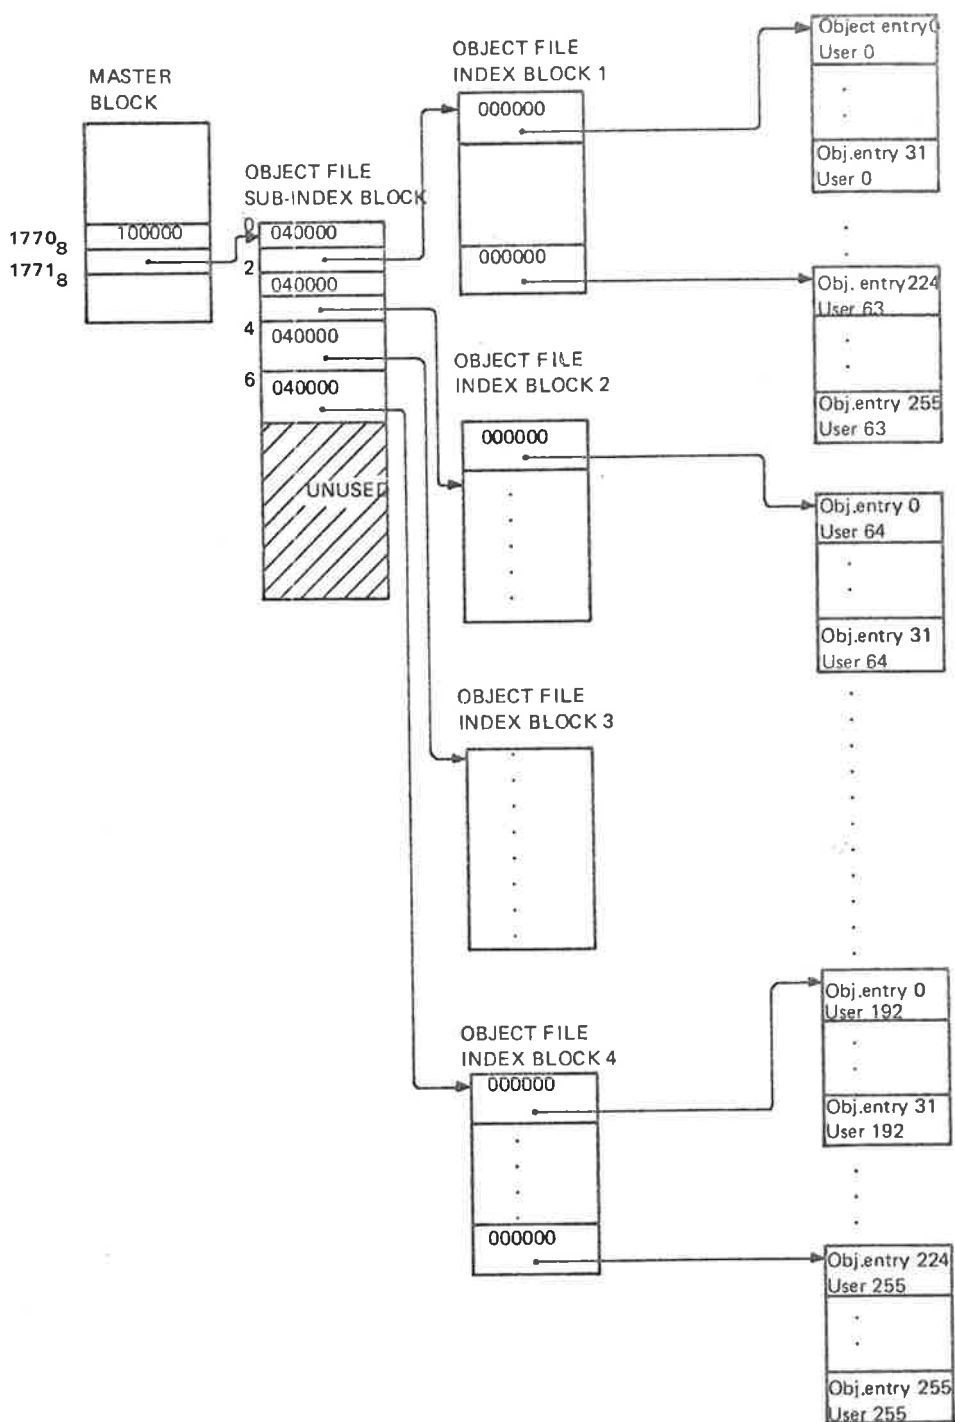 MASTER
BLOCK
1770₈
100000
1771₈
OBJECT FILE
SUB-INDEX BLOCK
0
040000
2
040000
4
040000
6
040000
UNUSED
OBJECT FILE
INDEX BLOCK 1
000000
000000
OBJECT FILE
INDEX BLOCK 2
000000
OBJECT FILE
INDEX BLOCK 3
OBJECT FILE
INDEX BLOCK 4
000000
000000
Object entry0
User 0
Obj.entry 31
User 0
Obj. entry224
User 63
Obj.entry 255
User 63
Obj.entry 0
User 64
Obj.entry 31
User 64
Obj.entry 0
User 192
Obj.entry 31
User 192
Obj.entry 224
User 255
Obj.entry 255
User 255